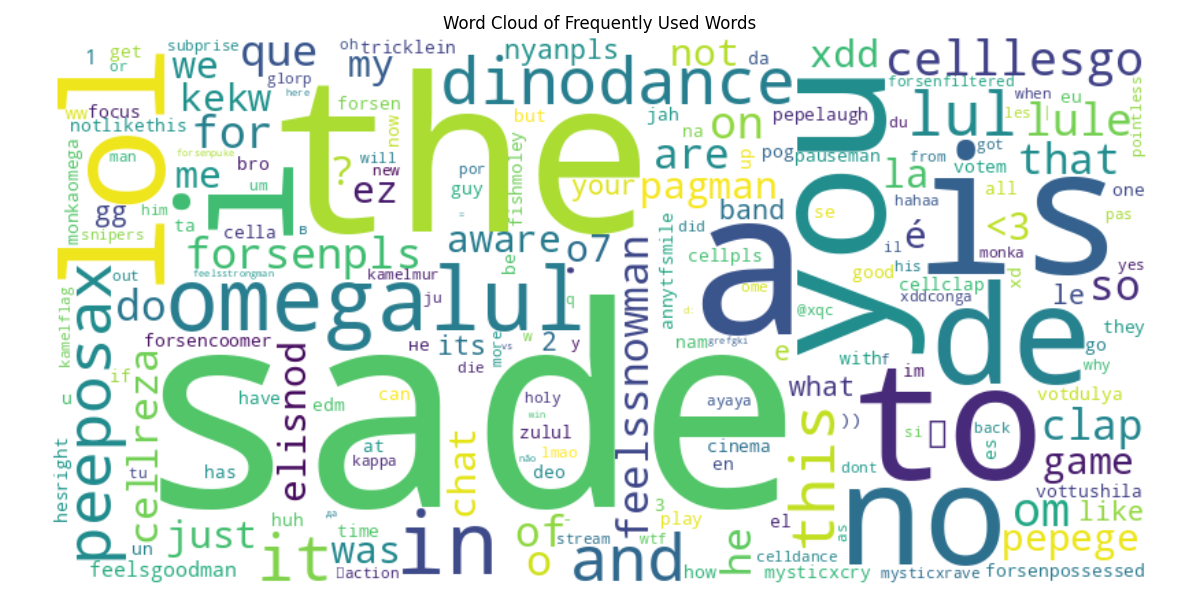 Word Cloud of Frequently Used Words
sade
the
you
is
to
a
i
lol
no
de
omegalul
dinodance
in
and
it
peeposax
feelssnowman
forsenpls
celllesgo
que
my
we
kekw
for
me
not
xdd
lul
lule
that
on
are
la
pagman
your
band
aware
o7
ez
do
its
so
le
é
<3
clap
game
om
like
pepege
this
what
he
of
o
was
just
chat
elisnod
cellreza
gg
nyanpls
subprise
oh
tricklein
glorp
here
1
get
or
ww
focus
notlikethis
man
forsenpuke
monkaomega
him
snipers
ta
bro
um
cella
B
forsen
now
?
will
new
but
por
guy
fishmoley
be
jah
na
da
up
pog
pepelaugh
pauseman
du
forsenfiltered
when
eu
les
|
pointless
got
votem
from
hahaa
all
one
pas
se
il
his
monka
yes
xd
good
cellclap
xddconga
they
go
why
did
cellpls
annytfsmile
ome
d:
@xqc
e
with
im
nam
grefgki
kamelmur
ju
q
feelsstrongman
out
kamelflag
forsencoomer
не
2
y
w
vs
more
die
if
u
have
edm
can
holy
win
zulul
lmao
não
deo
at
kappa
has
tu
hesright
ayaya
cinema
en
))
dont
si
back
es
votdulya
vottushila
huh
да
time
un
feelsgoodman
action
-
stream
3
play
wtf
how
el
as
celldance
mysticxcry
mysticxrave
forsenpossessed